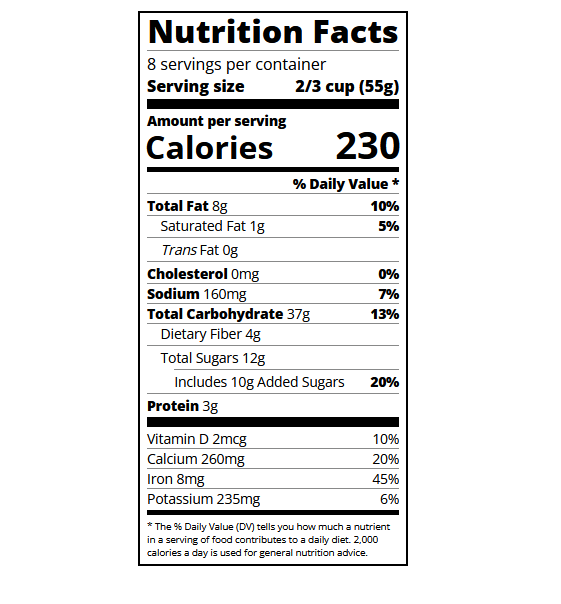 Nutrition Facts
8 servings per container
Serving size 2/3 cup (55g)
Amount per serving
Calories 230
% Daily Value *
Total Fat 8g 10%
Saturated Fat 1g 5%
Trans Fat 0g
Cholesterol 0mg 0%
Sodium 160mg 7%
Total Carbohydrate 37g 13%
Dietary Fiber 4g
Total Sugars 12g
Includes 10g Added Sugars 20%
Protein 3g
Vitamin D 2mcg 10%
Calcium 260mg 20%
Iron 8mg 45%
Potassium 235mg 6%
* The % Daily Value (DV) tells you how much a nutrient
in a serving of food contributes to a daily diet. 2,000
calories a day is used for general nutrition advice.